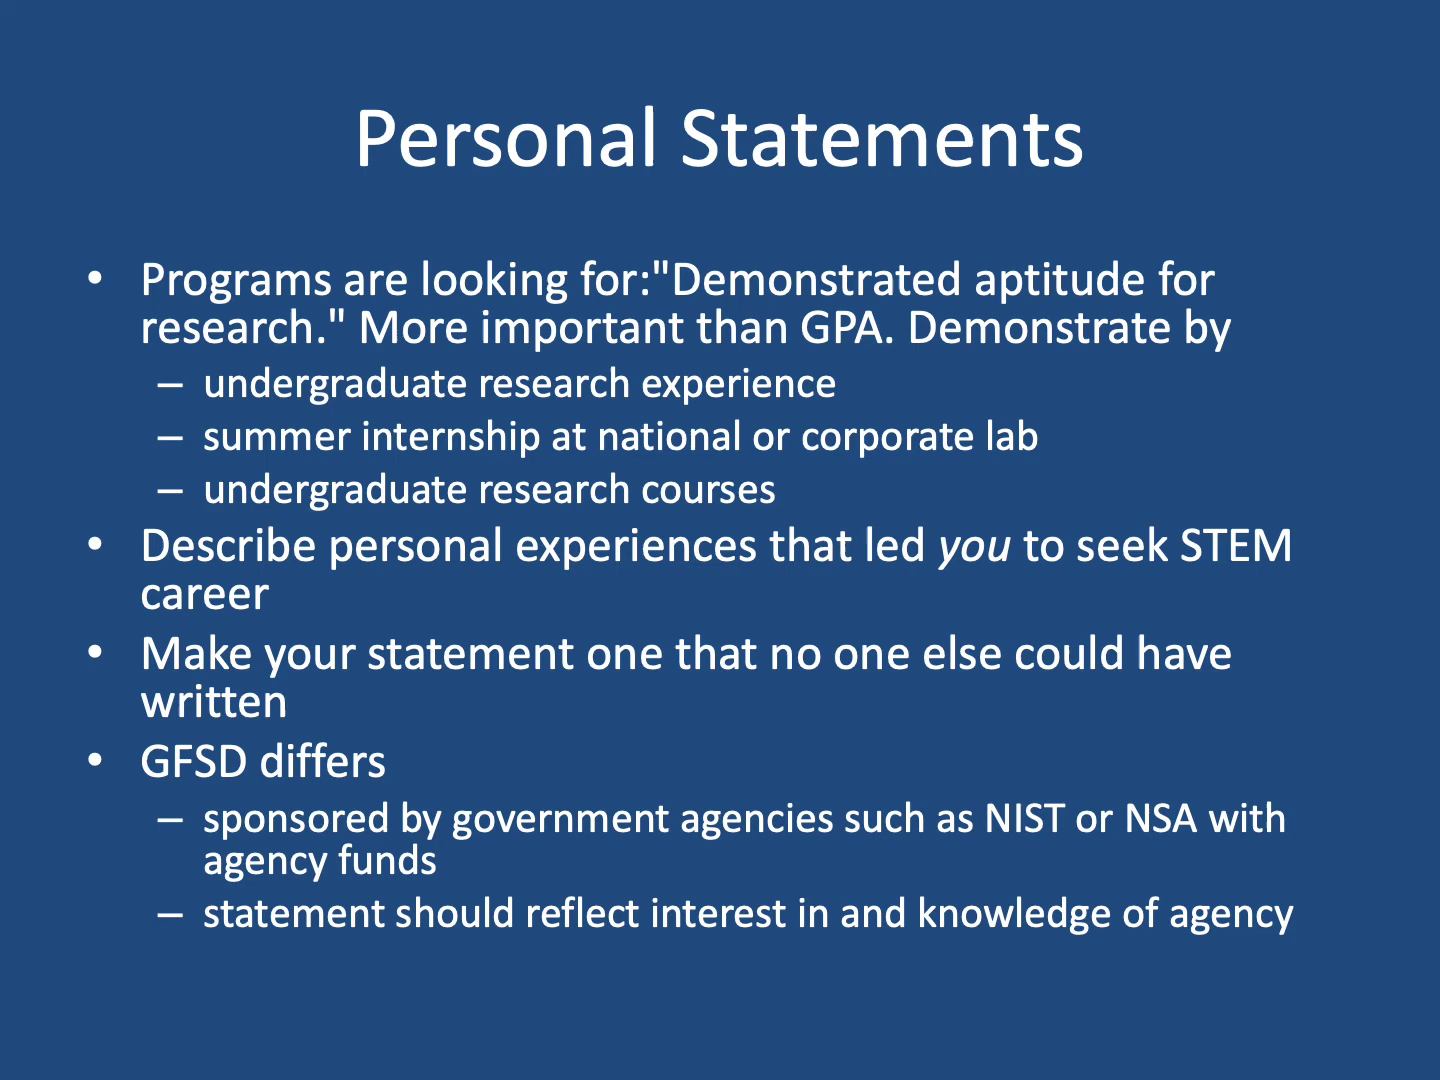 Personal Statements
• Programs are looking for:"Demonstrated aptitude for
research." More important than GPA. Demonstrate by
– undergraduate research experience
– summer internship at national or corporate lab
– undergraduate research courses
• Describe personal experiences that led you to seek STEM
career
• Make your statement one that no one else could have
written
• GFSD differs
– sponsored by government agencies such as NIST or NSA with
agency funds
– statement should reflect interest in and knowledge of agency